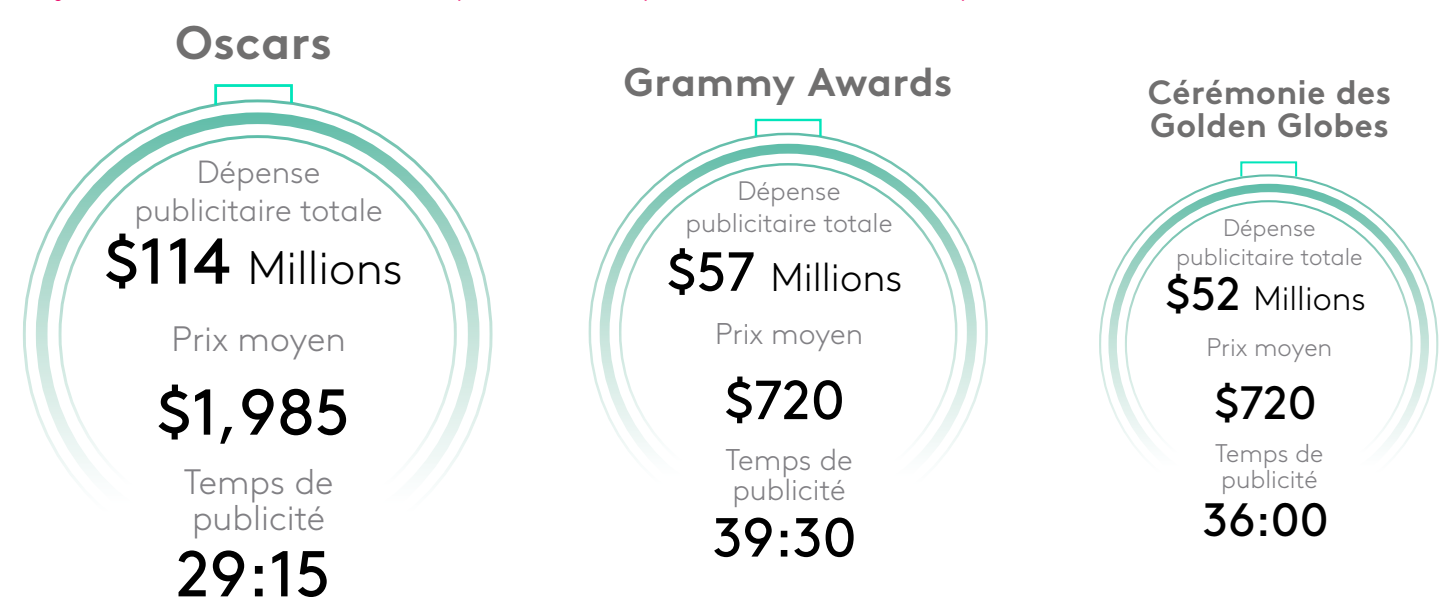 Oscars
Dépense
publicitaire totale
$114 Millions
Prix moyen
$1,985
Temps de
publicité
29:15
Grammy Awards
Dépense
publicitaire totale
$57 Millions
Prix moyen
$720
Temps de
publicité
39:30
Cérémonie des
Golden Globes
Dépense
publicitaire totale
$52 Millions
Prix moyen
$720
Temps de
publicité
36:00